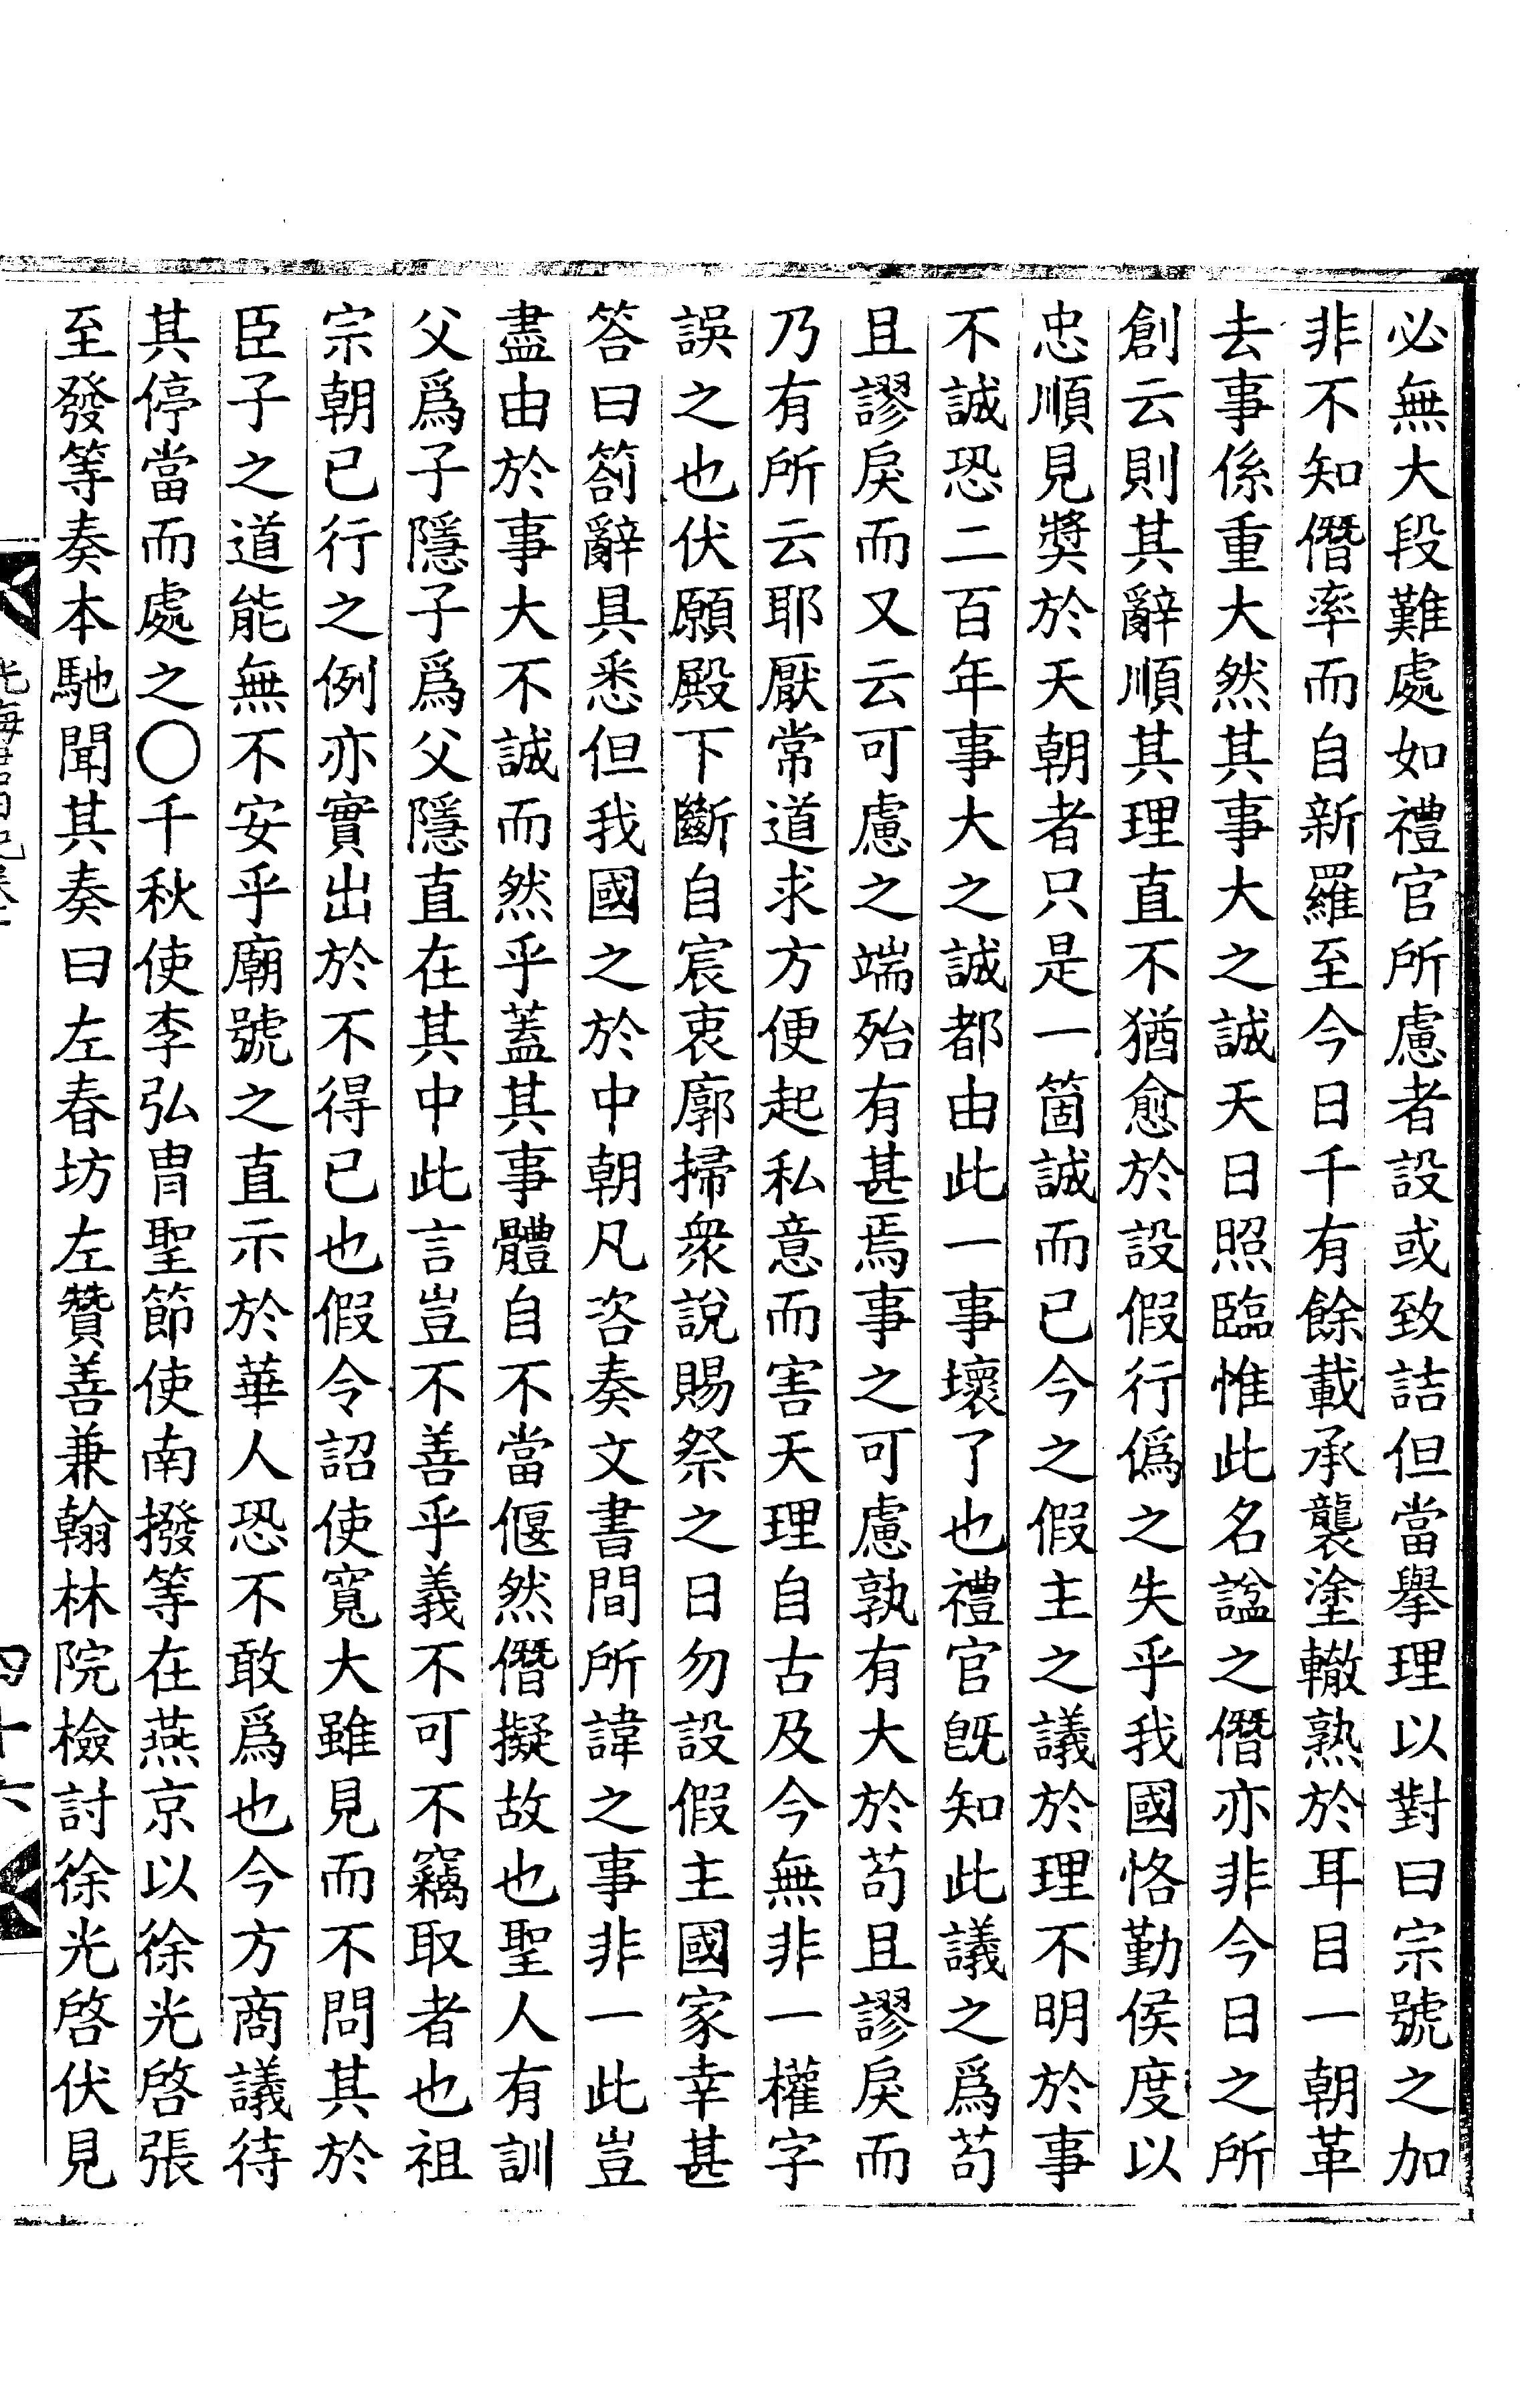 必無大段難處如禮官所慮者設或致詰但當擧理以對曰宗號之加
非不知僭率而自新羅至今日千有餘載承襲塗轍熟於耳目一朝革
去事係重大然其事大之誠天日照臨惟此名諡之僭亦非今日之所
創云則其辭順其理直不猶愈於設假行僞之失乎我國恪勤侯度以
忠順見奬於天朝者只是一箇誠而已今之假主之議於理不明於事
不誠恐二百年事大之誠都由此一事壞了也禮官旣知此議之爲苟
且謬戾而又云可慮之端殆有甚焉事之可慮孰有大於苟且謬戾而
乃有所云耶厭常道求方便起私意而害天理自古及今無非一權字
誤之也伏願殿下斷自宸衷廓掃衆說賜祭之日勿設假主國家幸甚
答曰箚辭具悉但我國之於中朝凡咨奏文書間所諱之事非一此豈
盡由於事大不誠而然乎蓋其事體自不當偃然僭擬故也聖人有訓
父爲子隱子爲父隱直在其中此言豈不善乎義不可不竊取者也祖
宗朝已行之例亦實出於不得已也假令詔使寬大雖見而不問其於
臣子之道能無不安乎廟號之直示於華人恐不敢爲也今方商議待
其停當而處之○千秋使李弘胄聖節使南撥等在燕京以徐光啓張
至發等奏本馳聞其奏曰左春坊左贊善兼翰林院檢討徐光啓伏見
四十六